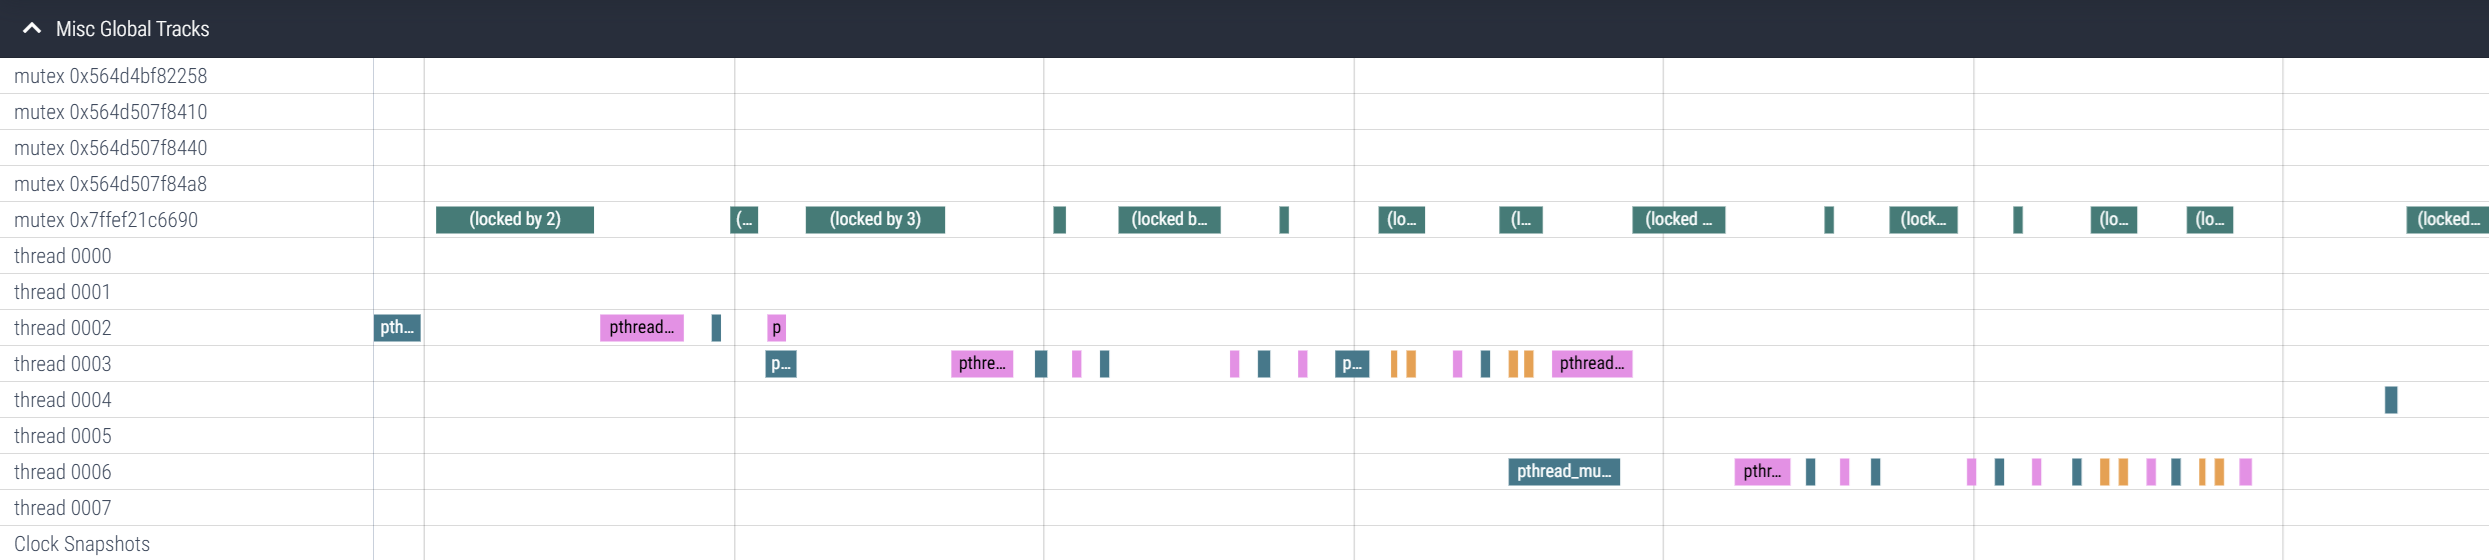 Misc Global Tracks
mutex 0x564d4bf82258
mutex 0x564d507f8410
mutex 0x564d507f8440
mutex 0x564d507f84a8
mutex 0x7ffef21c6690 (locked by 2) (... (locked by 3) (locked b... (lo... (l... (locked ... (lock... (lo... (lo... (locked...
thread 0000
thread 0001
thread 0002 pth... pthread... p
thread 0003 p... pthre... p... pthread...
thread 0004
thread 0005
thread 0006 pthread_mu... pthr...
thread 0007
Clock Snapshots